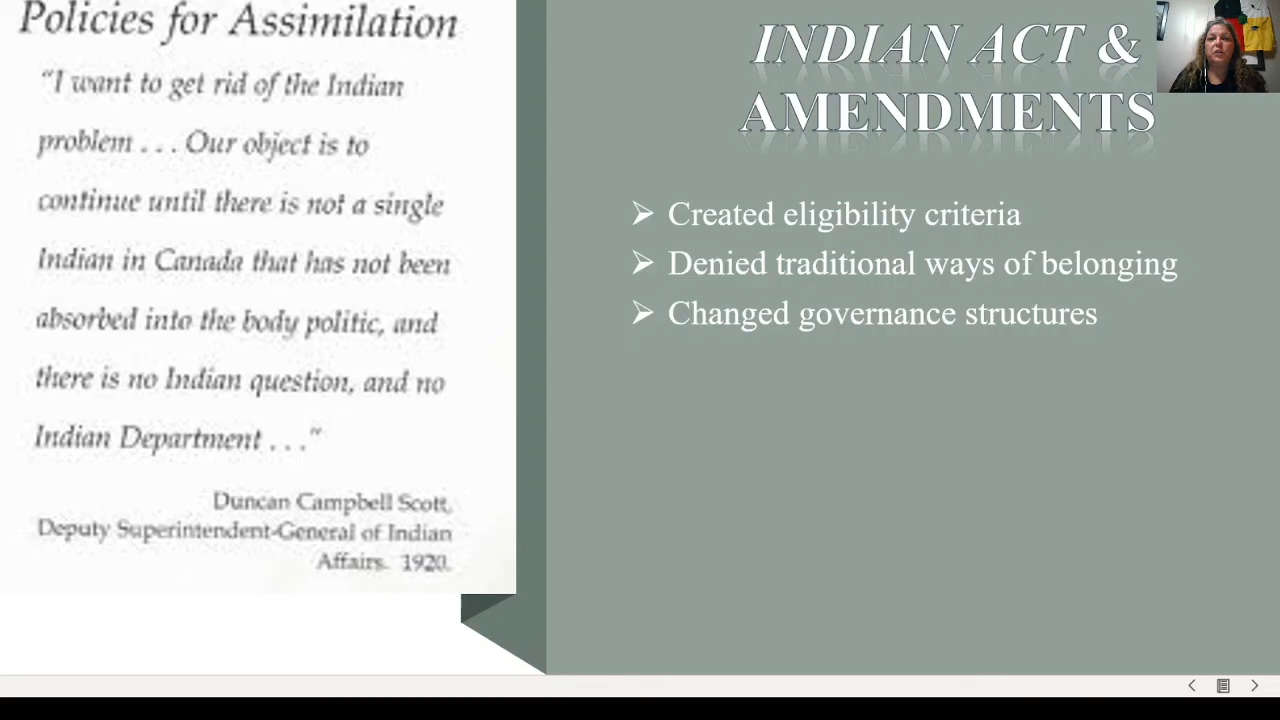 Policies for Assimilation
“I want to get rid of the Indian
problem . . . Our object is to
continue until there is not a single
Indian in Canada that has not been
absorbed into the body politic, and
there is no Indian question, and no
Indian Department . . .”
Duncan Campbell Scott,
Deputy Superintendent-General of Indian
Affairs. 1920.
INDIAN ACT &
AMENDMENTS
➢ Created eligibility criteria
➢ Denied traditional ways of belonging
➢ Changed governance structures